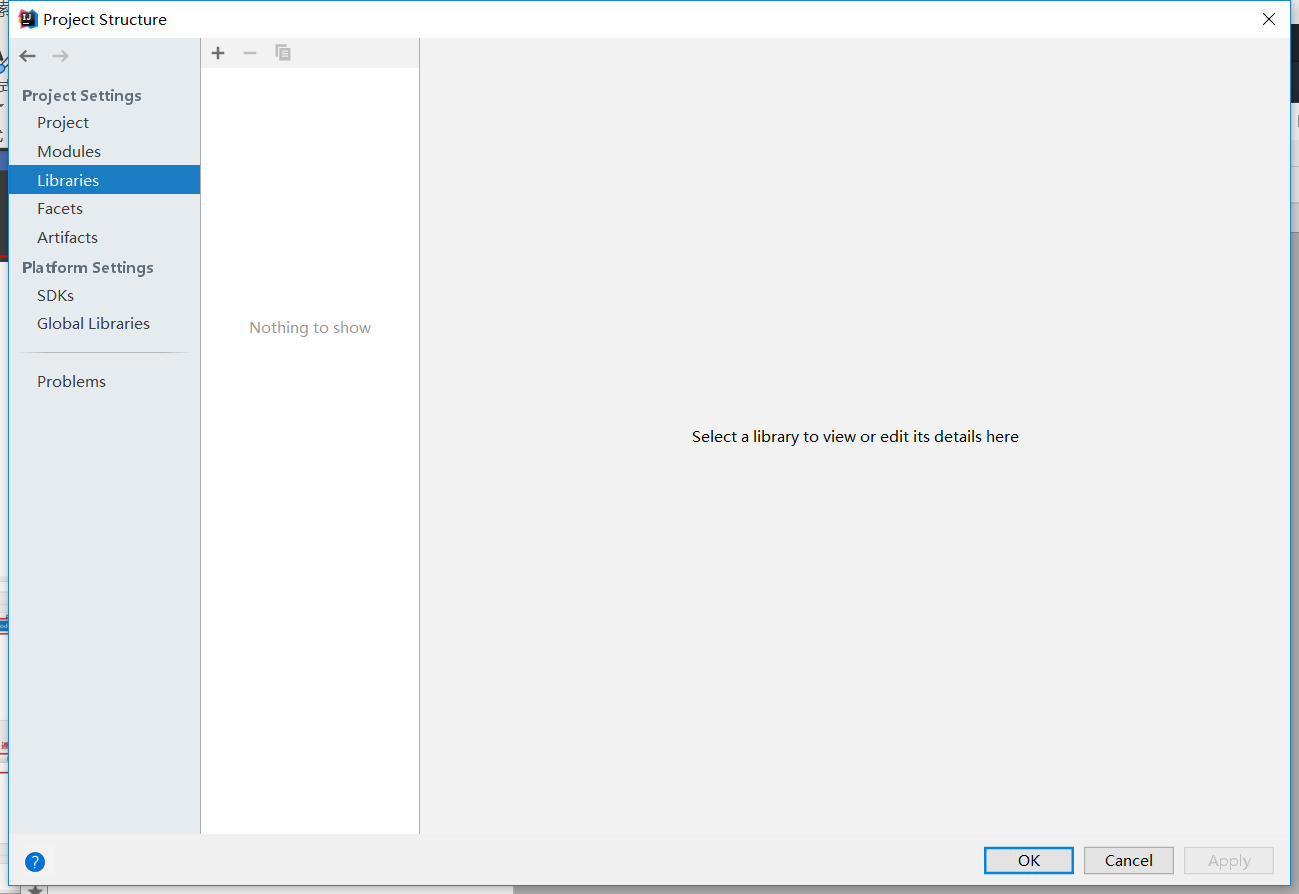 Project Structure
Project Settings
Project
Modules
Libraries
Facets
Artifacts
Platform Settings
SDKs
Global Libraries
Problems
Nothing to show
Select a library to view or edit its details here
?
OK
Cancel
Apply